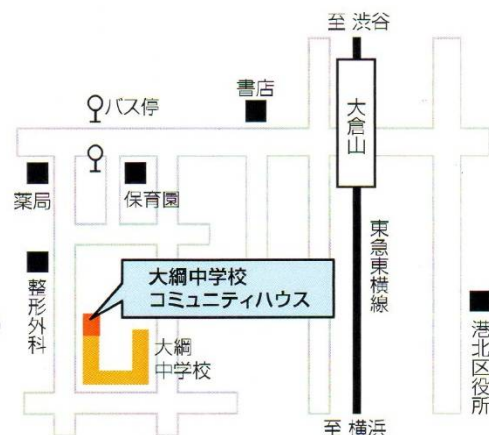 至 渋谷
書店
バス停
大倉山
薬局
保育園
東急東横線
整形外科
大綱中学校
コミュニティハウス
大綱
中学校
港北区役所
至 横浜